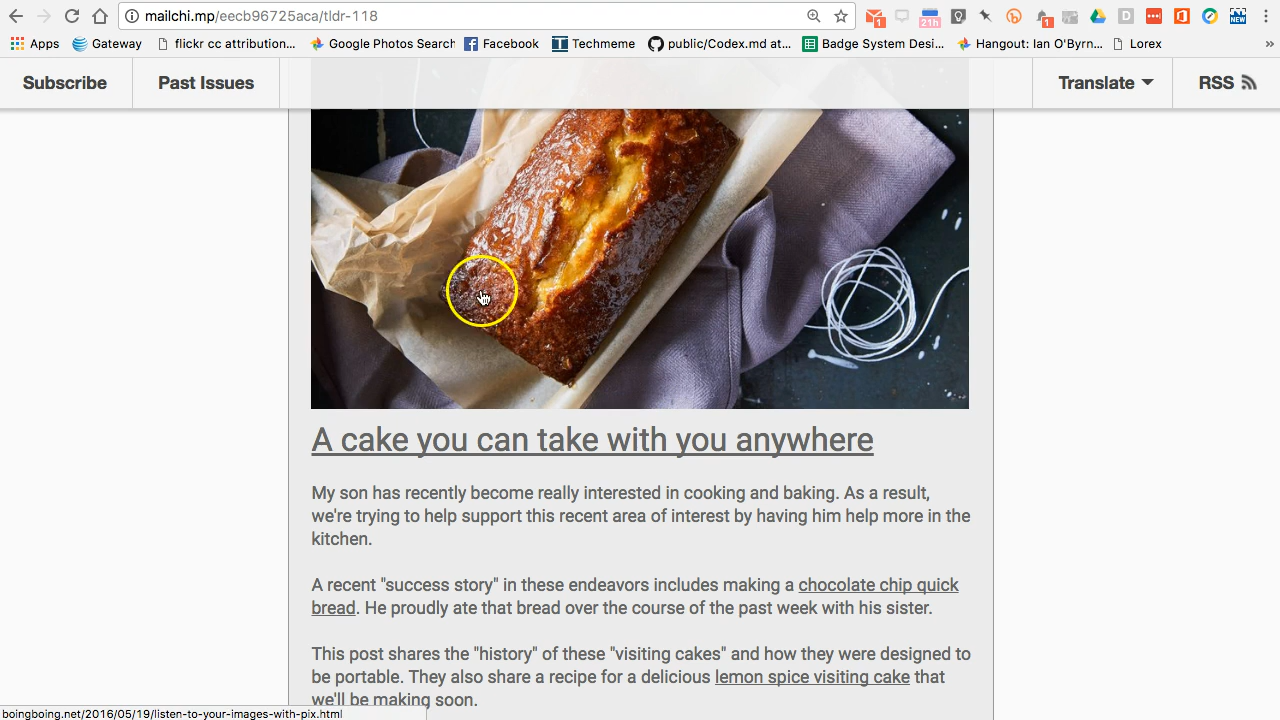 mailchi.mp/eecb96725aca/tldr-118
1
21h
1
D
NEW
Apps
Gateway
flickr cc attribution...
Google Photos Sear
Facebook
Techmeme
public/Codex.md at...
Badge System Desi...
Hangout: Ian O'Byrn...
Lorex
»
Subscribe
Past Issues
Translate
RSS
A cake you can take with you anywhere
My son has recently become really interested in cooking and baking. As a result,
we're trying to help support this recent area of interest by having him help more in the
kitchen.
A recent "success story" in these endeavors includes making a chocolate chip quick
bread. He proudly ate that bread over the course of the past week with his sister.
This post shares the "history" of these "visiting cakes" and how they were designed to
be portable. They also share a recipe for a delicious lemon spice visiting cake that
we'll be making soon.
boingboing.net/2016/05/19/listen-to-your-images-with-pix.html